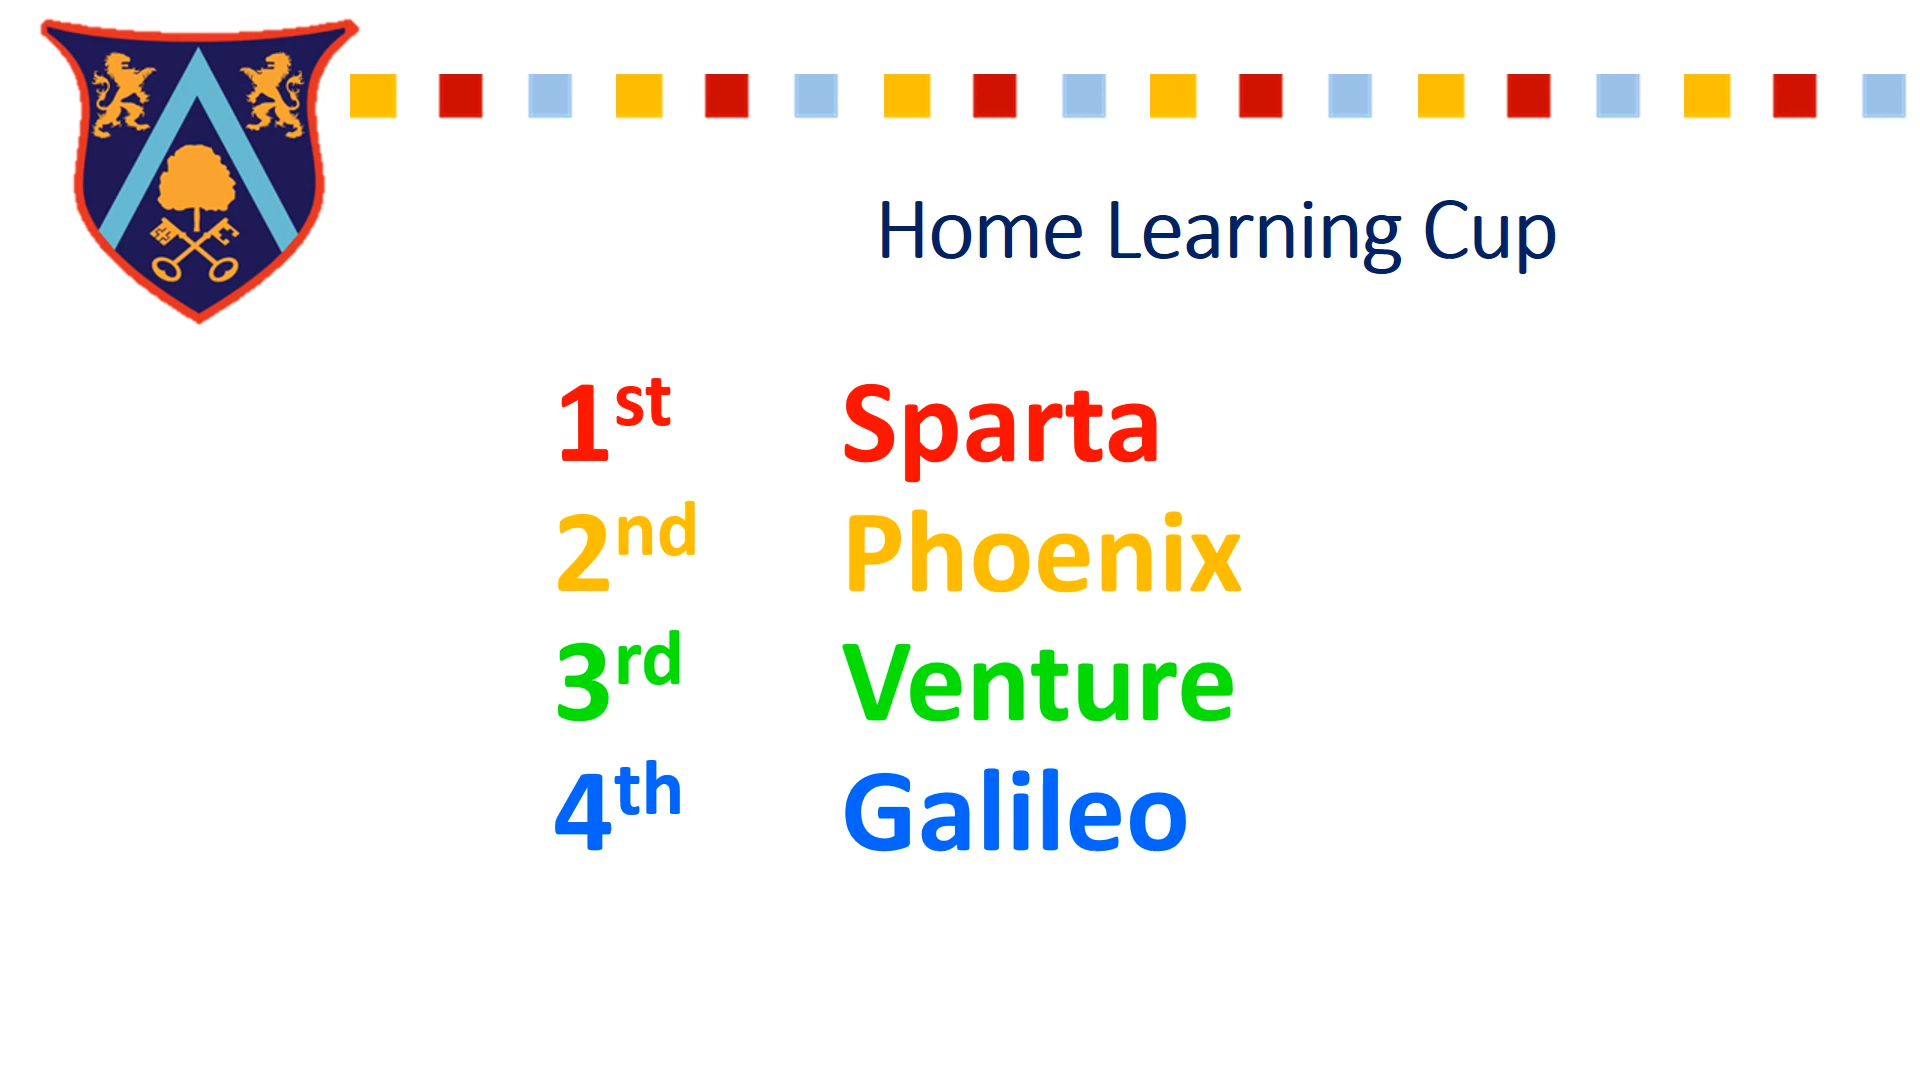 Home Learning Cup
1st Sparta
2nd Phoenix
3rd Venture
4th Galileo